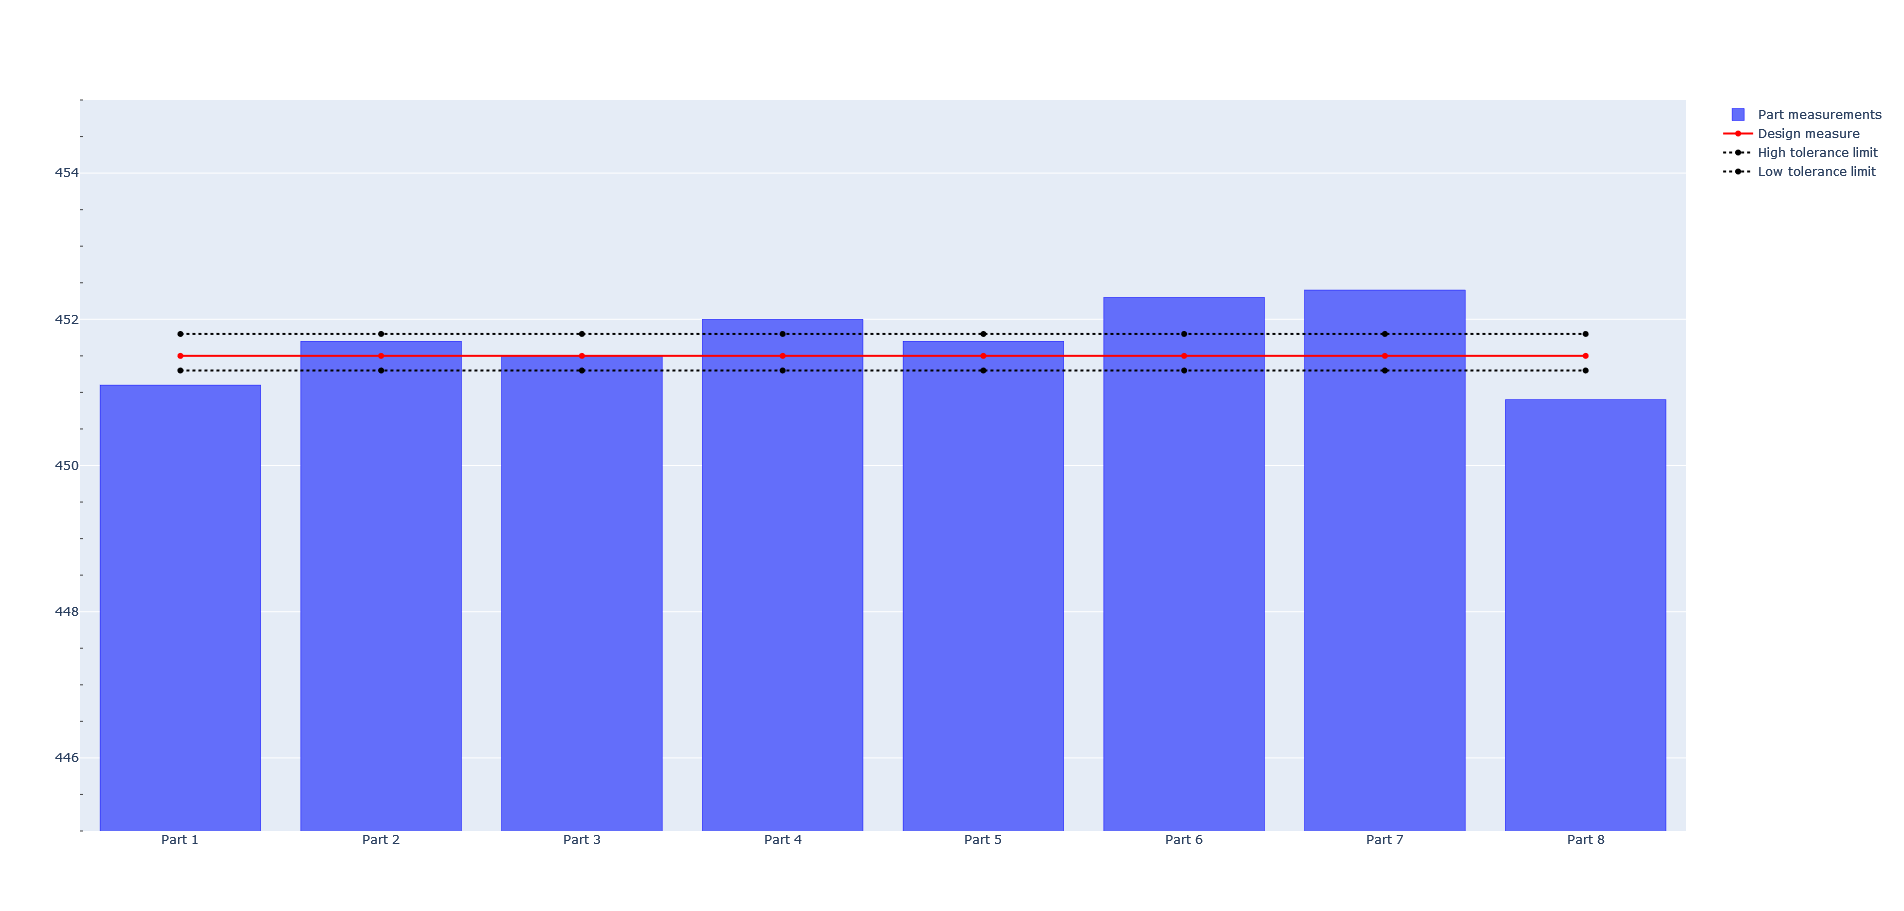 Part measurements
Design measure
High tolerance limit
Low tolerance limit
454
452
450
448
446
Part 1 Part 2 Part 3 Part 4 Part 5 Part 6 Part 7 Part 8